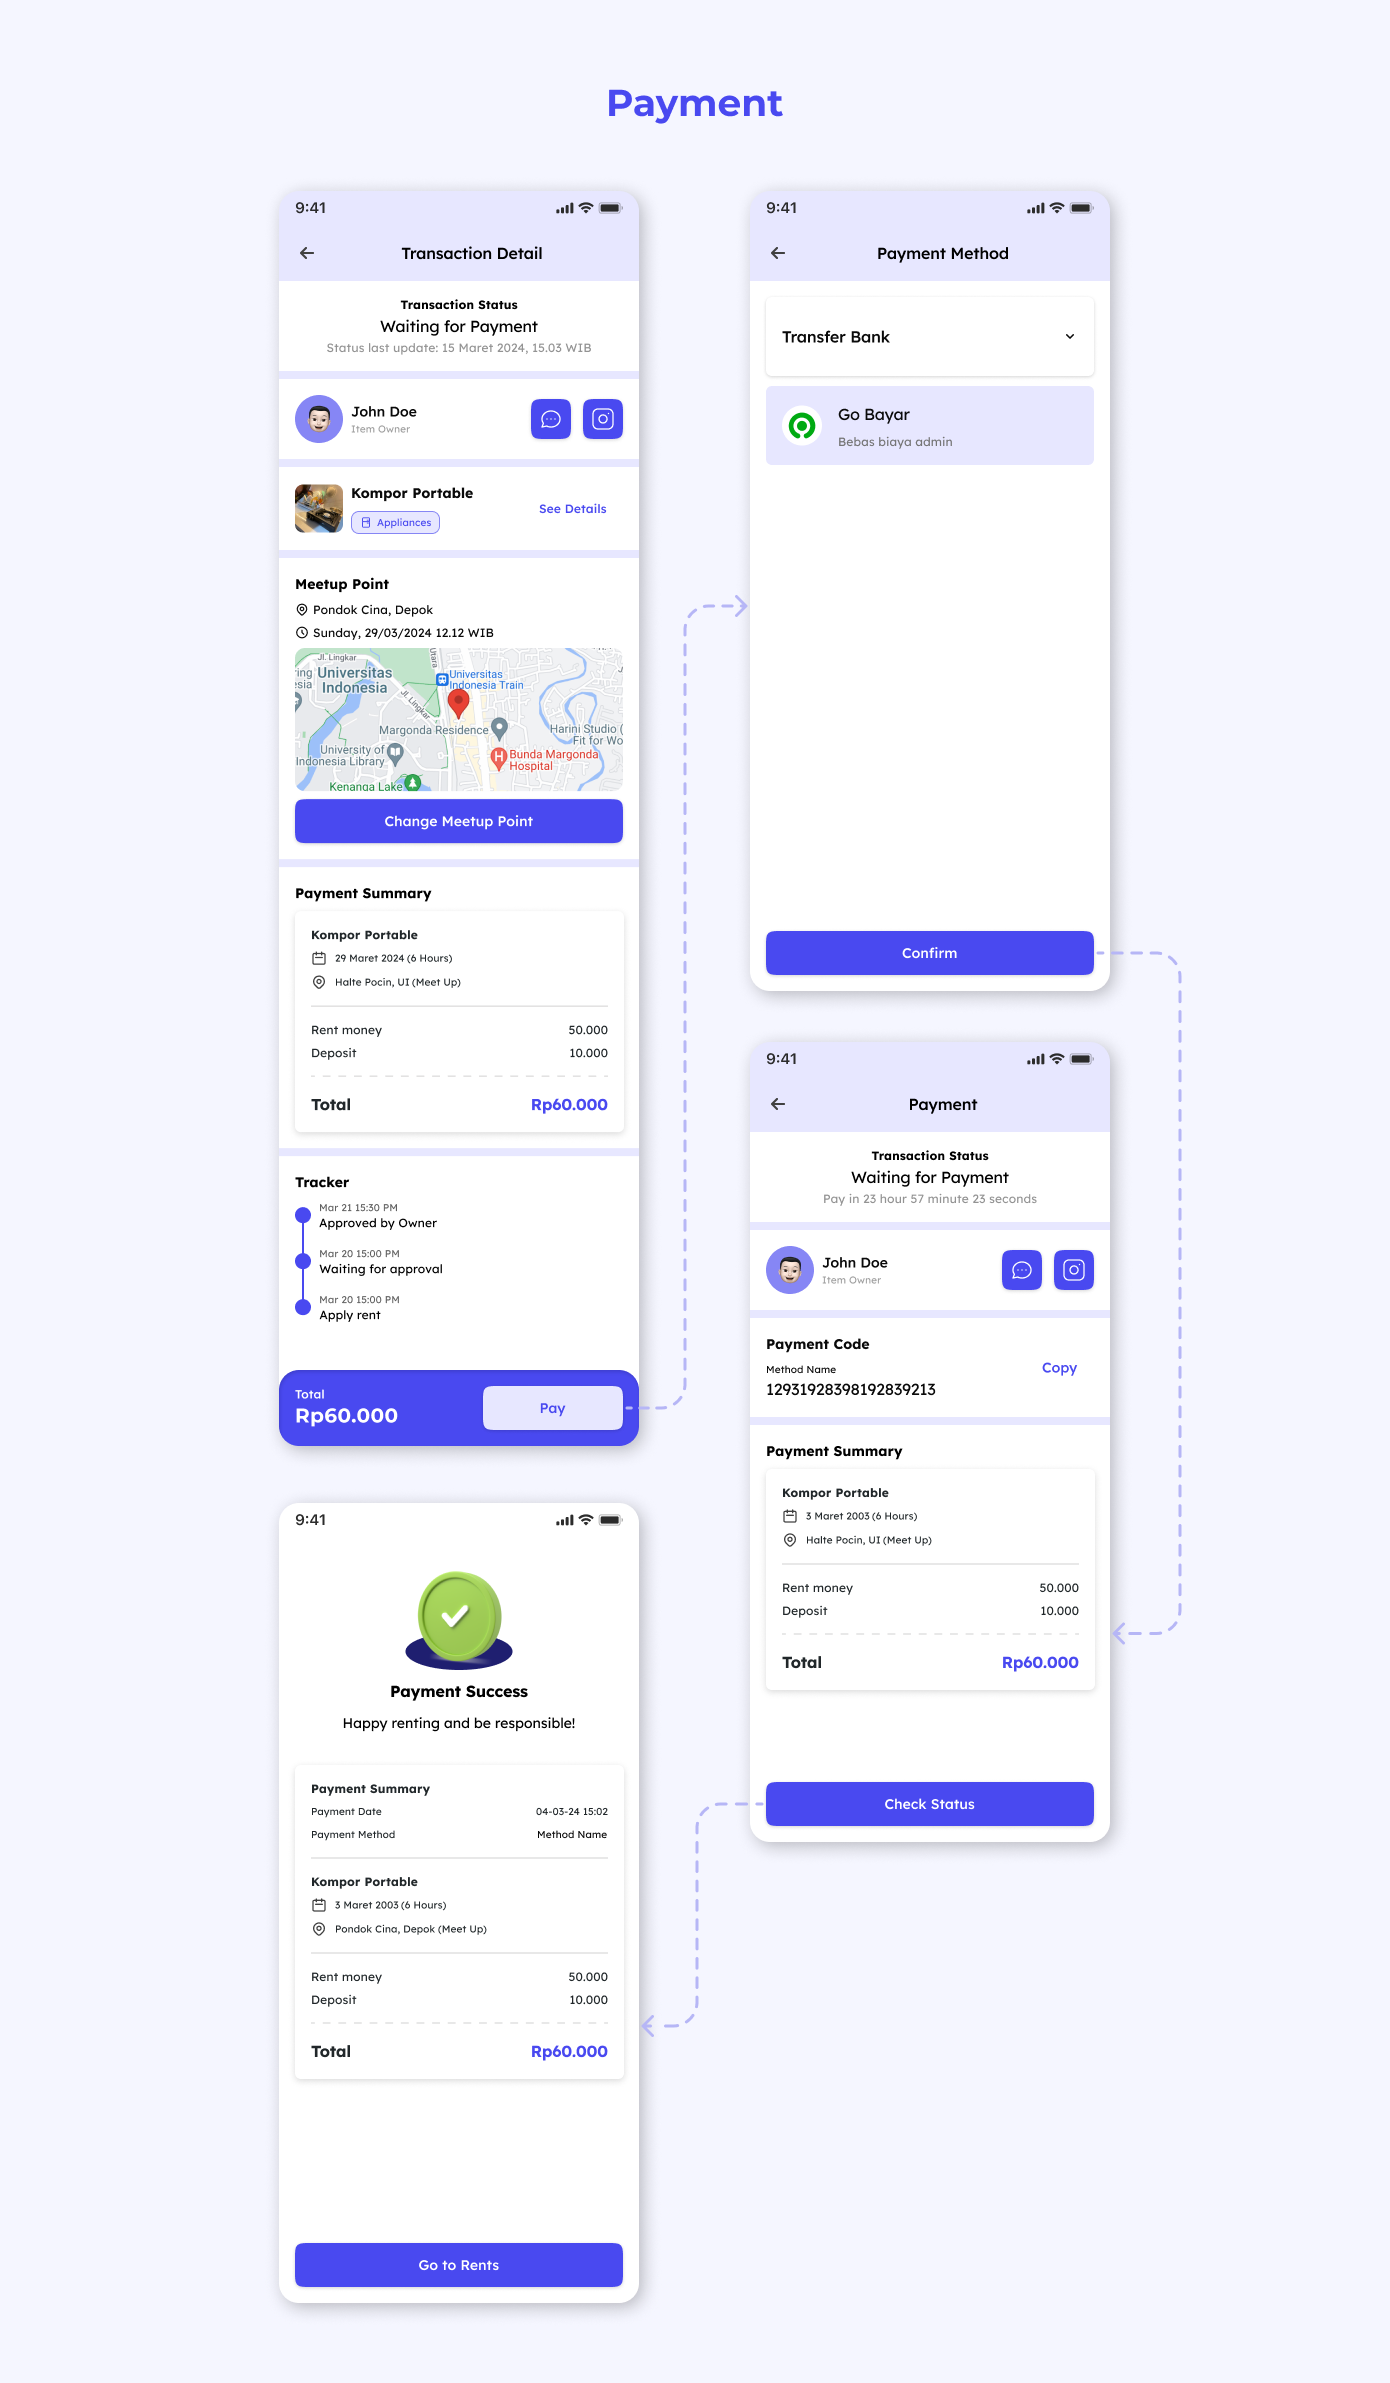 Payment
9:41
Transaction Detail
Transaction Status
Waiting for Payment
Status last update: 15 Maret 2024, 15.03 WIB
John Doe
Item Owner
Kompor Portable
Appliances
See Details
Meetup Point
Pondok Cina, Depok
Sunday, 29/03/2024 12.12 WIB
Jl. Lingkar
Utara
Universitas
Indonesia
Universitas
Indonesia Train
Jl. Lingkar
Margonda Residence
Harini Studio (
Fit for Wo
University of
Indonesia Library
Bunda Margonda
Hospital
Kenanga Lake
Change Meetup Point
Payment Summary
Kompor Portable
29 Maret 2024 (6 Hours)
Halte Pocin, UI (Meet Up)
Rent money 50.000
Deposit 10.000
Total Rp60.000
Tracker
Mar 21 15:30 PM
Approved by Owner
Mar 20 15:00 PM
Waiting for approval
Mar 20 15:00 PM
Apply rent
Total
Rp60.000
Pay
9:41
Payment Method
Transfer Bank
Go Bayar
Bebas biaya admin
Confirm
9:41
Payment
Transaction Status
Waiting for Payment
Pay in 23 hour 57 minute 23 seconds
John Doe
Item Owner
Payment Code
Method Name
12931928398192839213
Copy
Payment Summary
Kompor Portable
3 Maret 2003 (6 Hours)
Halte Pocin, UI (Meet Up)
Rent money 50.000
Deposit 10.000
Total Rp60.000
Check Status
9:41
Payment Success
Happy renting and be responsible!
Payment Summary
Payment Date 04-03-24 15:02
Payment Method Method Name
Kompor Portable
3 Maret 2003 (6 Hours)
Pondok Cina, Depok (Meet Up)
Rent money 50.000
Deposit 10.000
Total Rp60.000
Go to Rents